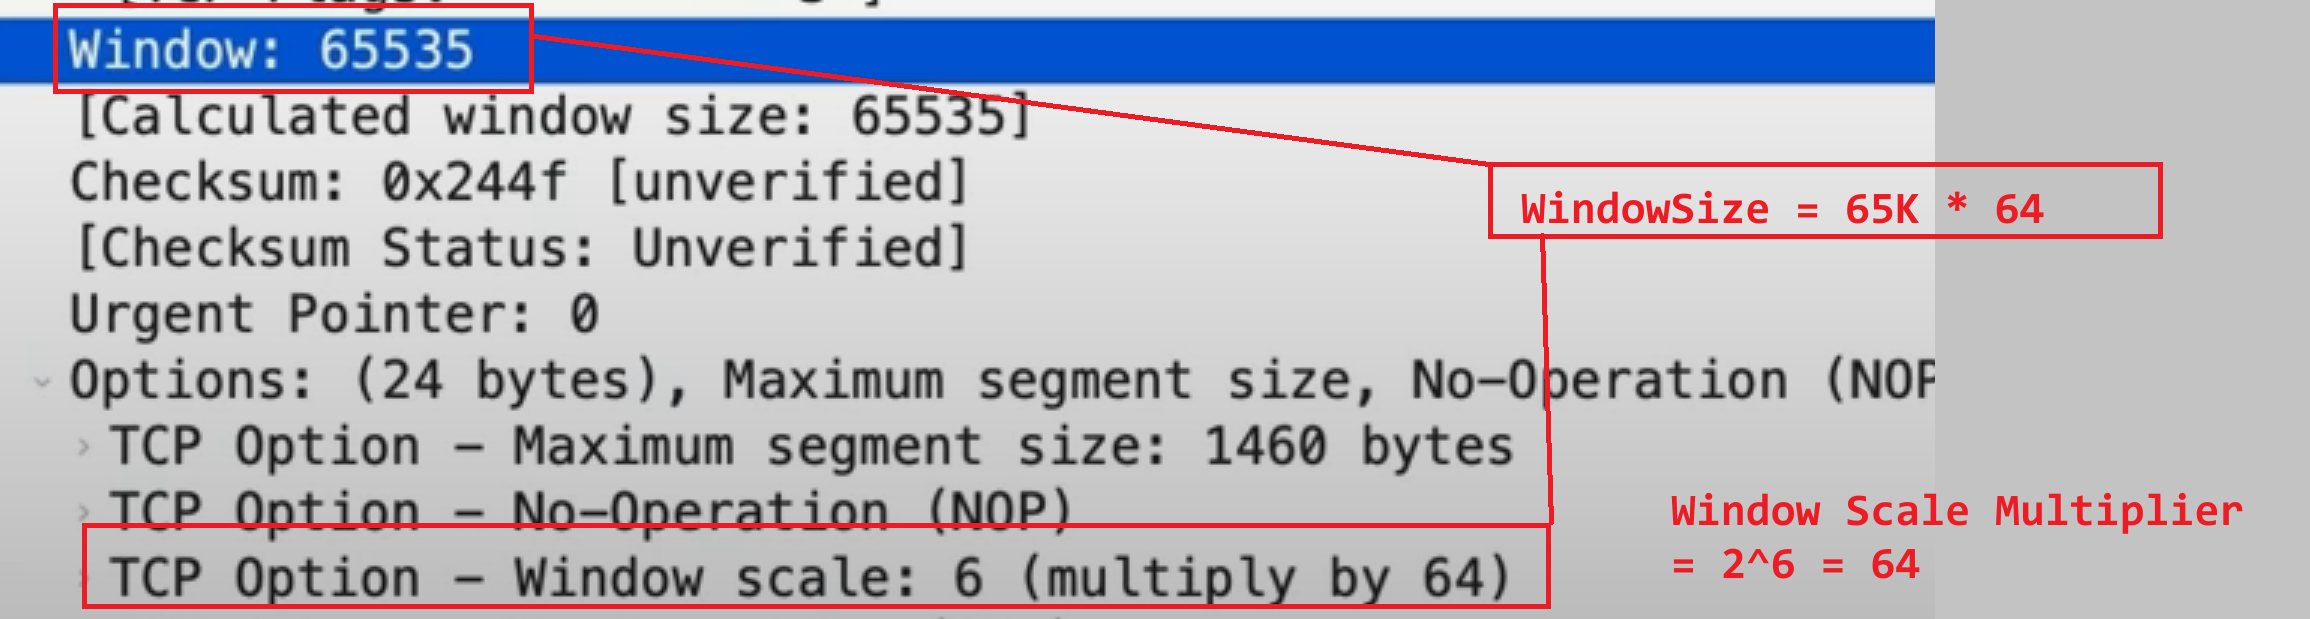 Window: 65535
[Calculated window size: 65535]
Checksum: 0x244f [unverified]
[Checksum Status: Unverified]
Urgent Pointer: 0
Options: (24 bytes), Maximum segment size, No-Operation (NOP
TCP Option - Maximum segment size: 1460 bytes
TCP Option - No-Operation (NOP)
TCP Option - Window scale: 6 (multiply by 64)
WindowSize = 65K * 64
Window Scale Multiplier
= 2^6 = 64